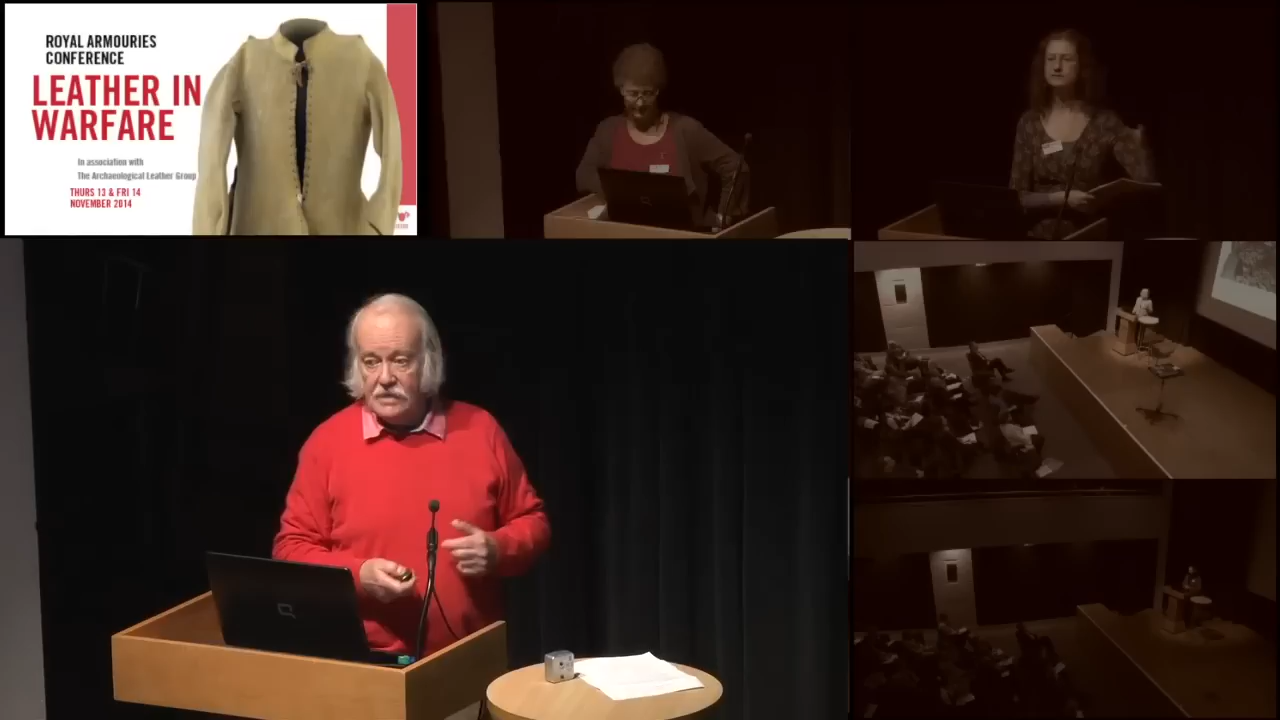 ROYAL ARMOURIES
CONFERENCE
LEATHER IN
WARFARE
In association with
The Archaeological Leather Group
THURS 13 & FRI 14
NOVEMBER 2014